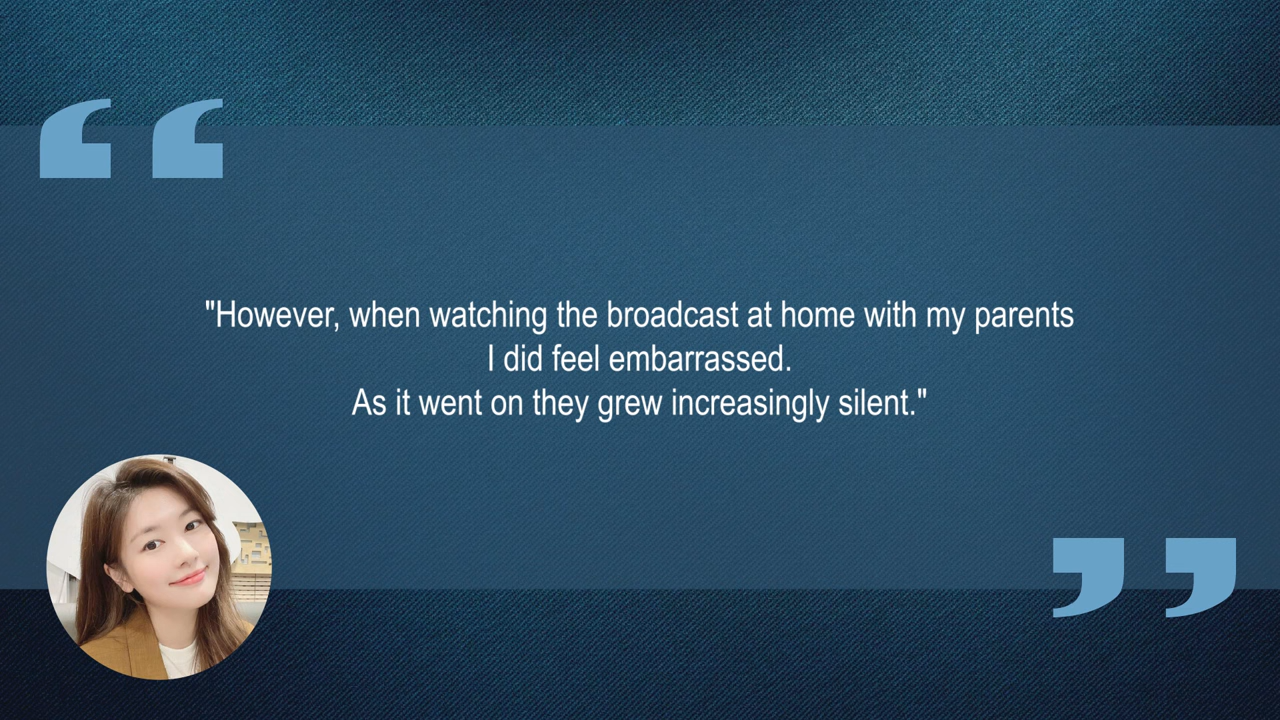 "However, when watching the broadcast at home with my parents
I did feel embarrassed.
As it went on they grew increasingly silent."